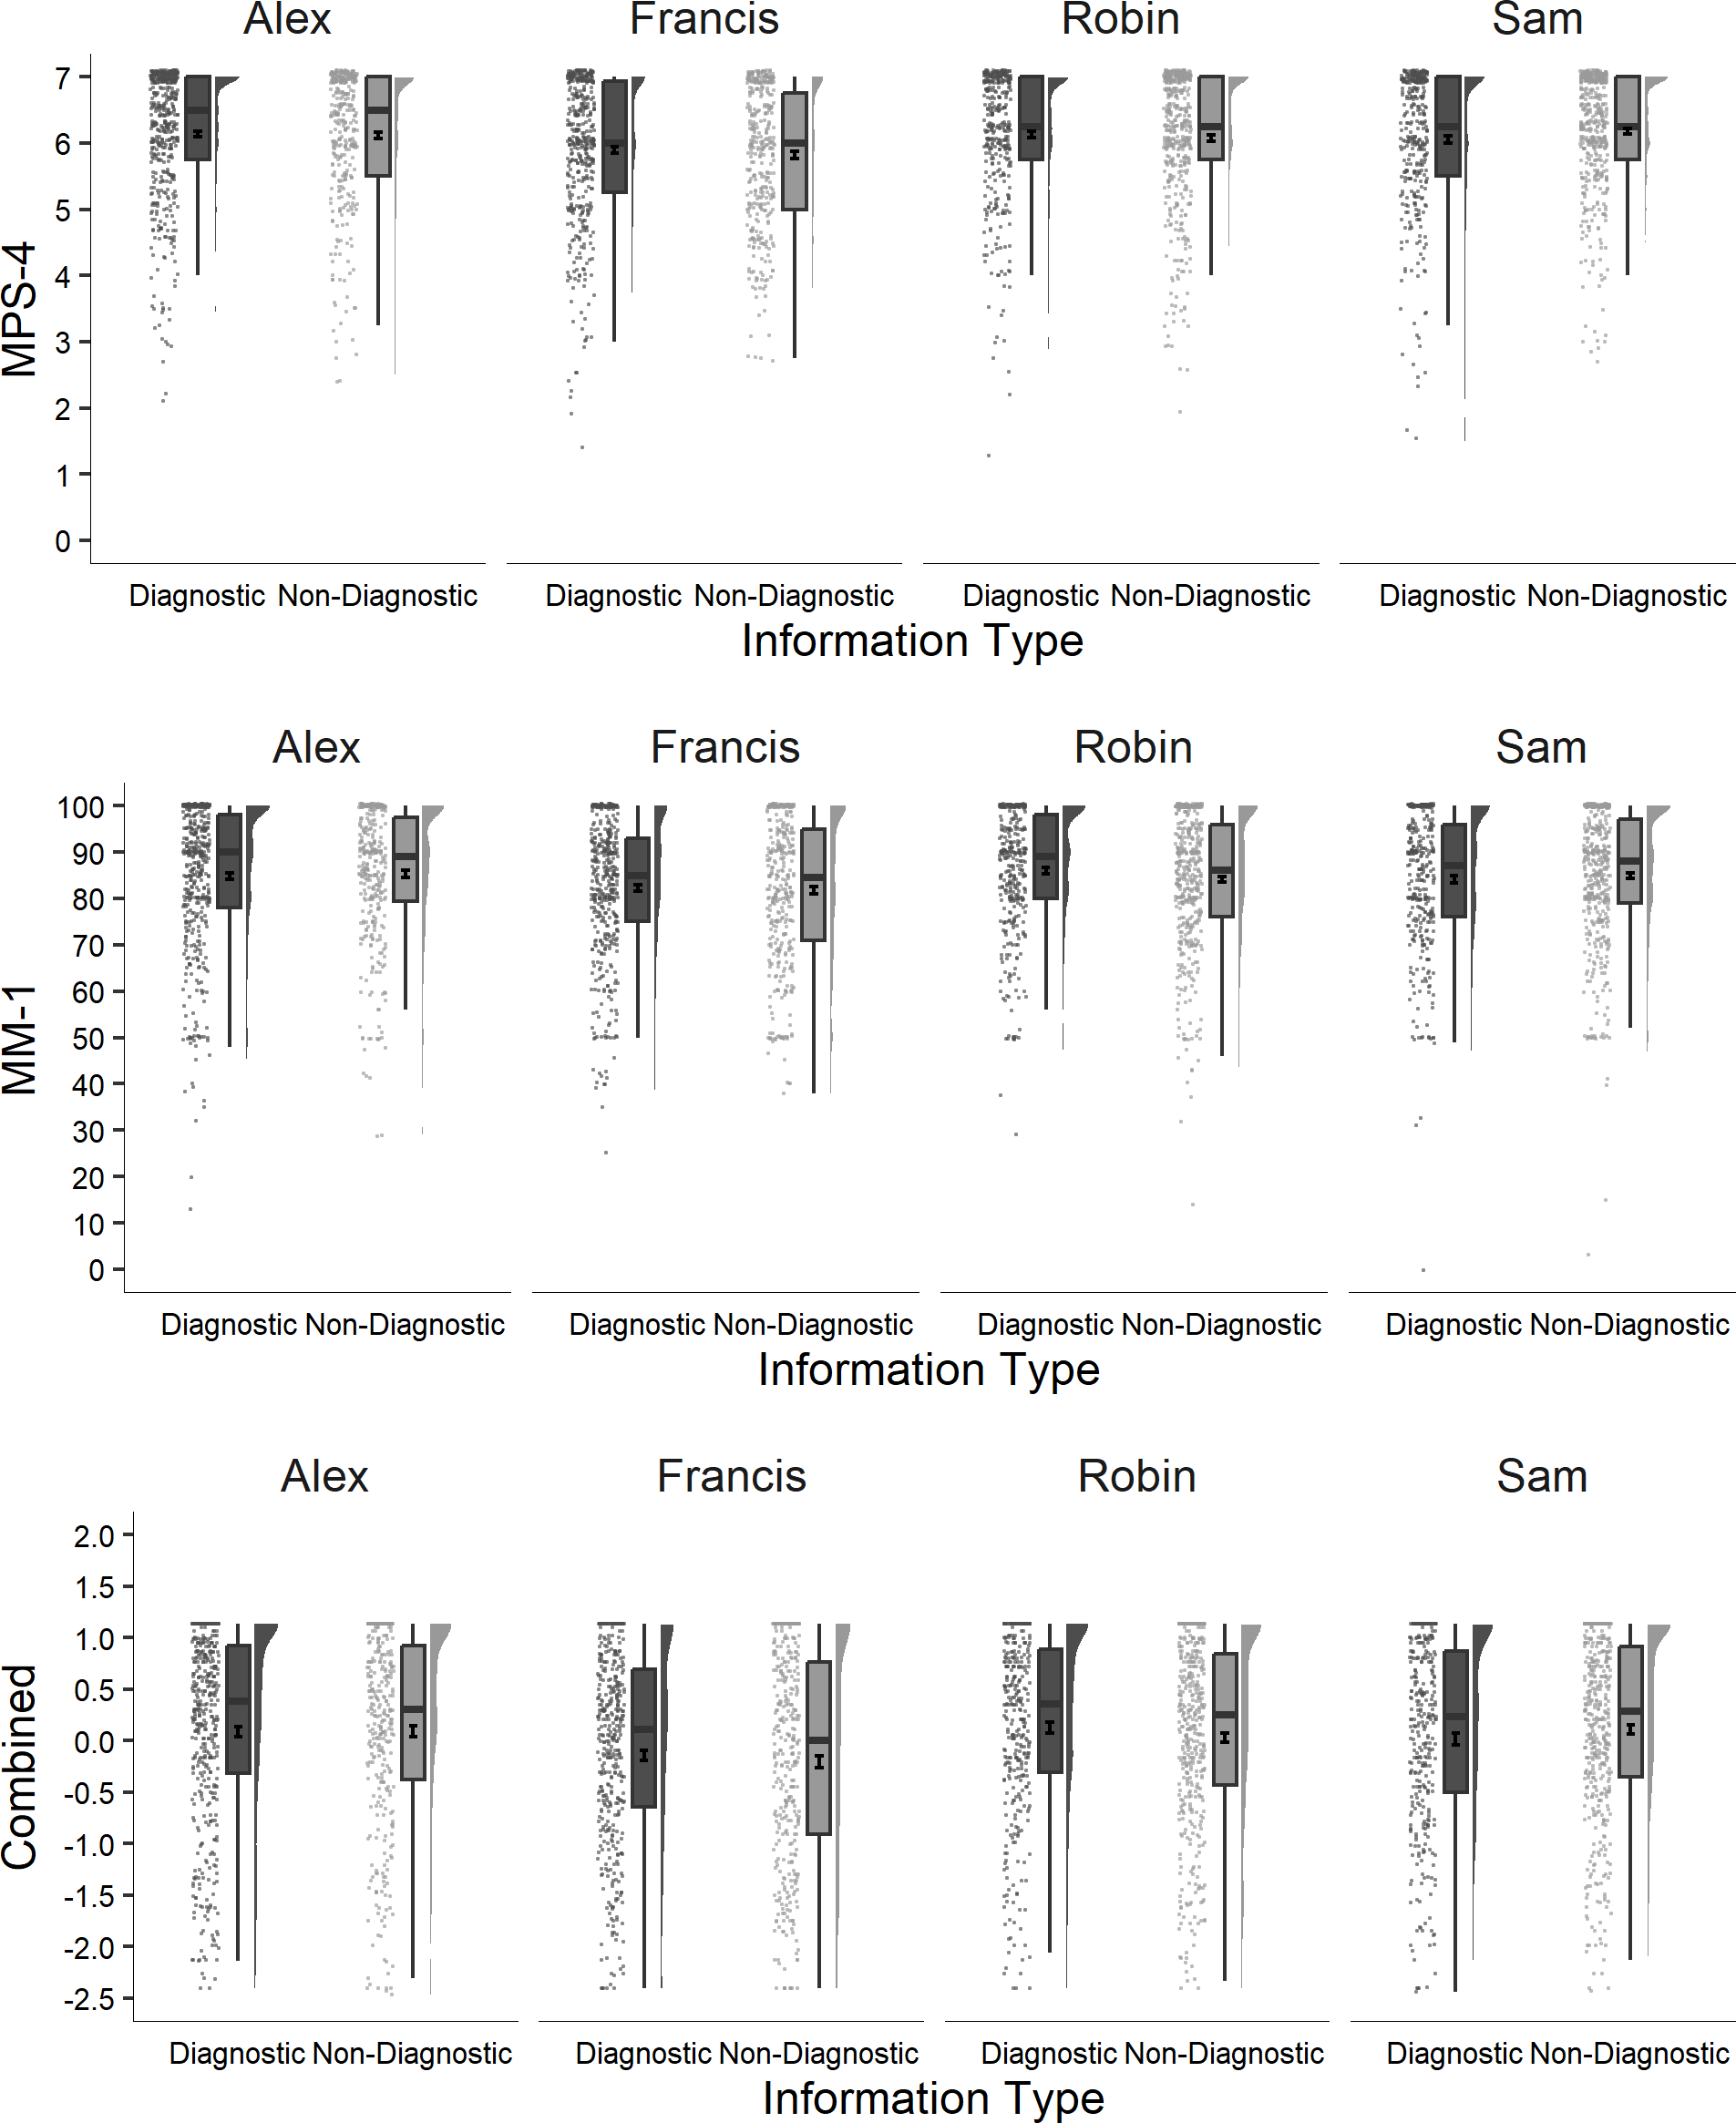 Alex Francis Robin Sam
MPS-4
7
6
5
4
3
2
1
0
Diagnostic Non-Diagnostic Diagnostic Non-Diagnostic Diagnostic Non-Diagnostic Diagnostic Non-Diagnostic
Information Type
Alex Francis Robin Sam
MM-1
100
90
80
70
60
50
40
30
20
10
0
Diagnostic Non-Diagnostic Diagnostic Non-Diagnostic Diagnostic Non-Diagnostic Diagnostic Non-Diagnostic
Information Type
Alex Francis Robin Sam
Combined
2.0
1.5
1.0
0.5
0.0
-0.5
-1.0
-1.5
-2.0
-2.5
Diagnostic Non-Diagnostic Diagnostic Non-Diagnostic Diagnostic Non-Diagnostic Diagnostic Non-Diagnostic
Information Type